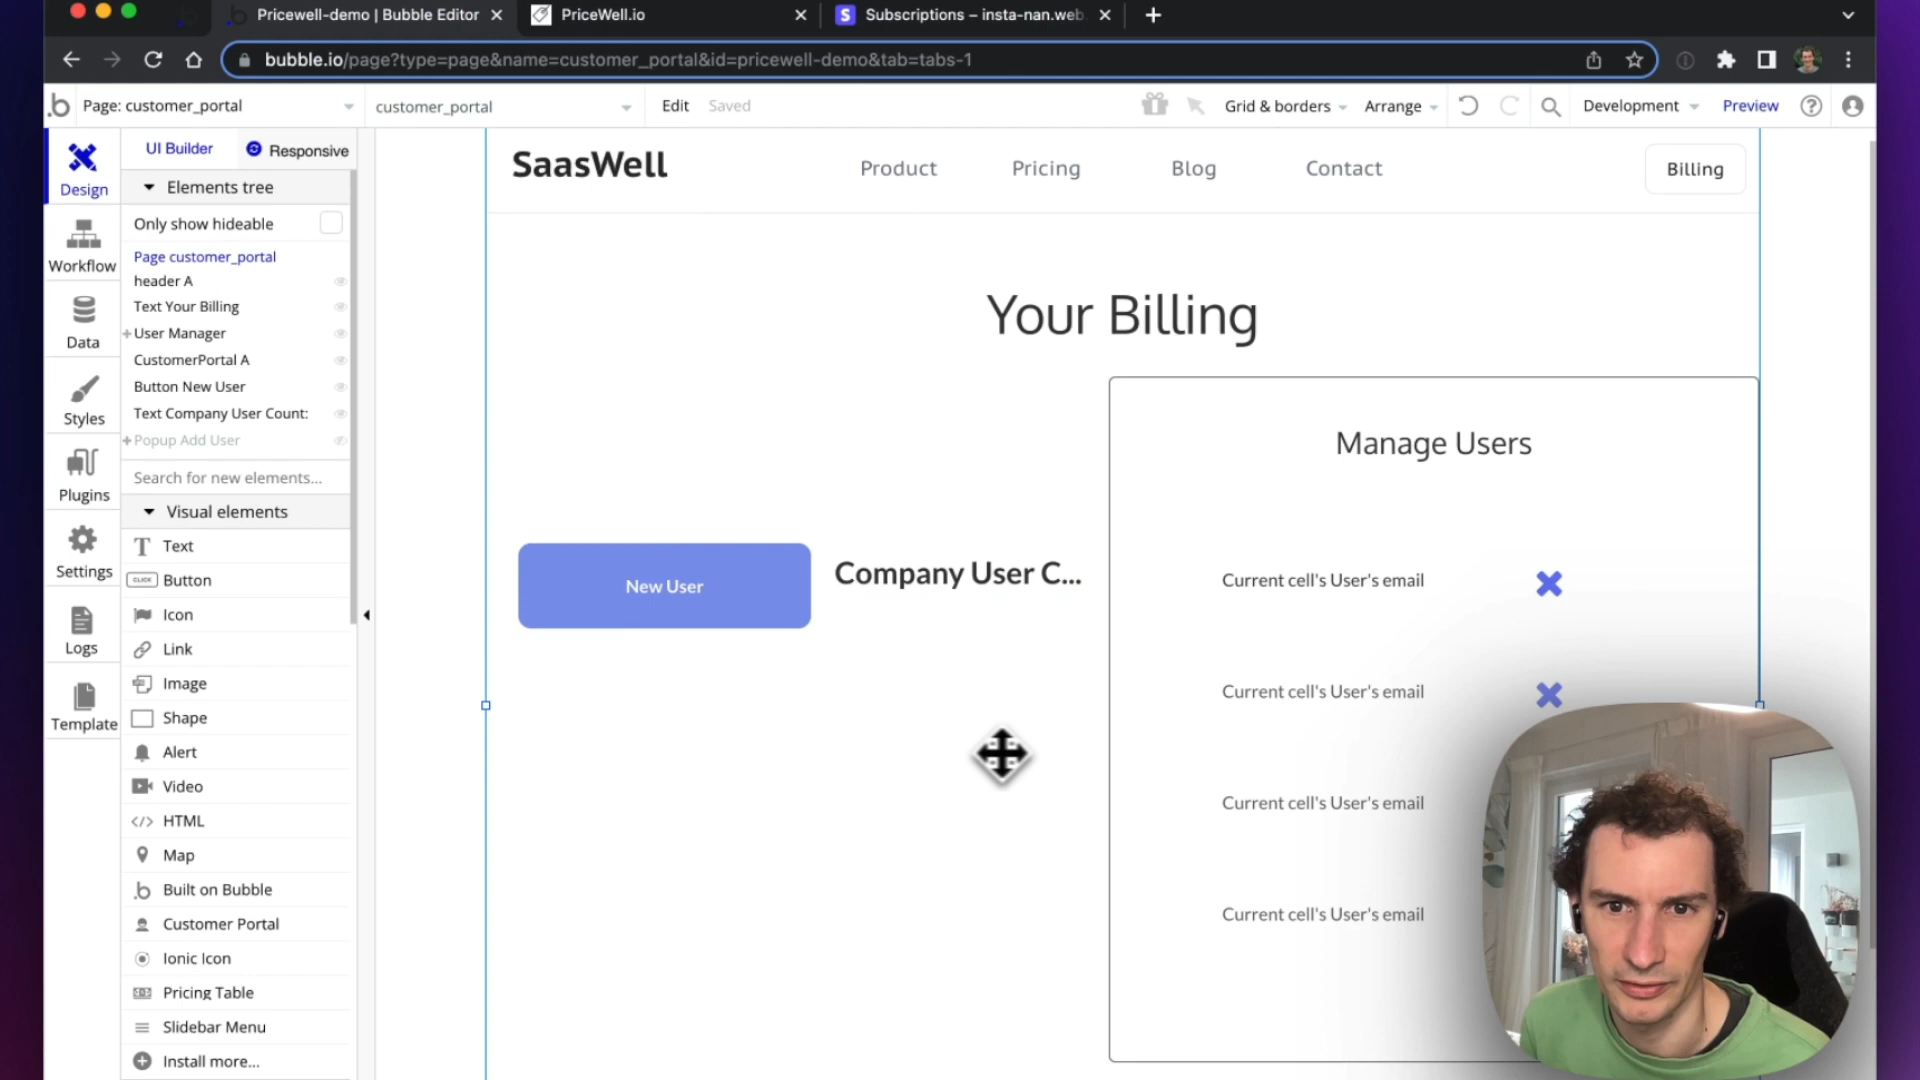 Pricewell-demo | Bubble Editor
PriceWell.io
Subscriptions – insta-nan.web.
bubble.io/page?type=page&name=customer_portal&id=pricewell-demo&tab=tabs-1
Page: customer_portal
customer_portal
Edit
Saved
Grid & borders
Arrange
Development
Preview
Design
Workflow
Data
Styles
Plugins
Settings
Logs
Template
UI Builder
Responsive
Elements tree
Only show hideable
Page customer_portal
header A
Text Your Billing
User Manager
CustomerPortal A
Button New User
Text Company User Count:
Popup Add User
Search for new elements...
Visual elements
T Text
CLICK Button
Icon
Link
Image
Shape
Alert
Video
</> HTML
Map
Built on Bubble
Customer Portal
Ionic Icon
Pricing Table
Slidebar Menu
Install more...
SaasWell
Product
Pricing
Blog
Contact
Billing
Your Billing
New User
Company User C...
Manage Users
Current cell's User's email
Current cell's User's email
Current cell's User's email
Current cell's User's email